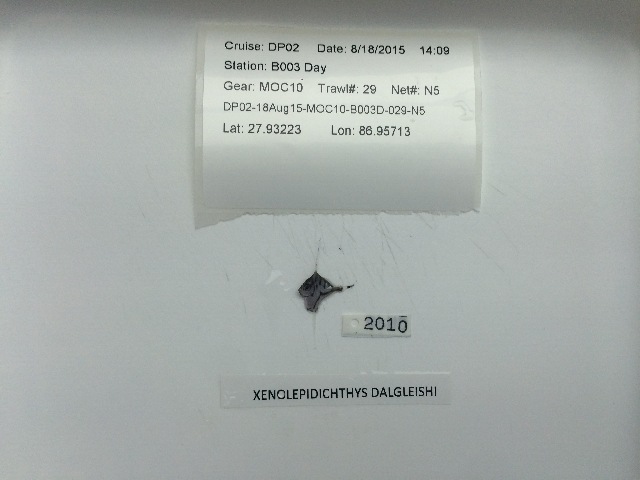 Cruise: DP02 Date: 8/18/2015 14:09
Station: B003 Day
Gear: MOC10 Trawl#: 29 Net#: N5
DP02-18Aug15-MOC10-B003D-029-N5
Lat: 27.93223 Lon: 86.95713
2010
XENOLEPIDICHTHYS DALGLEISHI